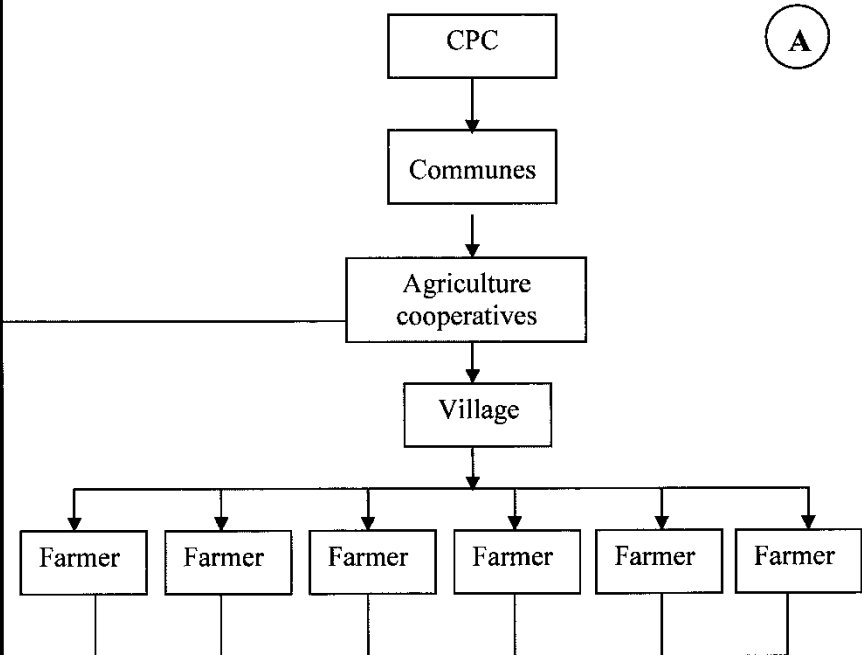 CPC
A
Communes
Agriculture
cooperatives
Village
Farmer
Farmer
Farmer
Farmer
Farmer
Farmer